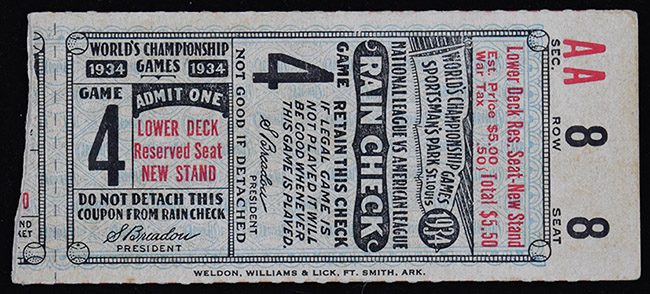 WORLD'S CHAMPIONSHIP
1934 GAMES 1934
GAME
4
ADMIT ONE
LOWER DECK
Reserved Seat
NEW STAND
DO NOT DETACH THIS
COUPON FROM RAIN CHECK
S Breadon
PRESIDENT
NOT GOOD IF DETACHED
GAME
4
RETAIN THIS CHECK
IF LEGAL GAME IS
NOT PLAYED IT WILL
BE GOOD WHENEVER
THIS GAME IS PLAYED
S Breadon
PRESIDENT
RAIN CHECK
NATIONAL LEAGUE vs AMERICAN LEAGUE
WORLD'S CHAMPIONSHIP GAMES
SPORTSMAN'S PARK ST. LOUIS
1934
Lower Deck Res. Seat-New Stand
Est. Price $5.00
War Tax .50, Total $5.50
SEC. AA
ROW 8
SEAT 8
WELDON, WILLIAMS & LICK, FT. SMITH, ARK.